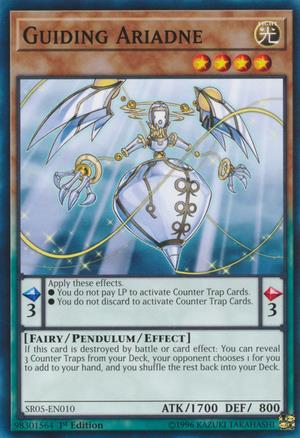 GUIDING ARIADNE
LIGHT
光
Apply these effects.
● You do not pay LP to activate Counter Trap Cards.
● You do not discard to activate Counter Trap Cards.
3
3
[FAIRY/PENDULUM/EFFECT]
If this card is destroyed by battle or card effect: You can reveal
3 Counter Traps from your Deck, your opponent chooses 1 for you
to add to your hand, and you shuffle the rest back into your Deck.
SR05-EN010
ATK/1700 DEF/ 800
98301564
1st Edition
©1996 KAZUKI TAKAHASHI